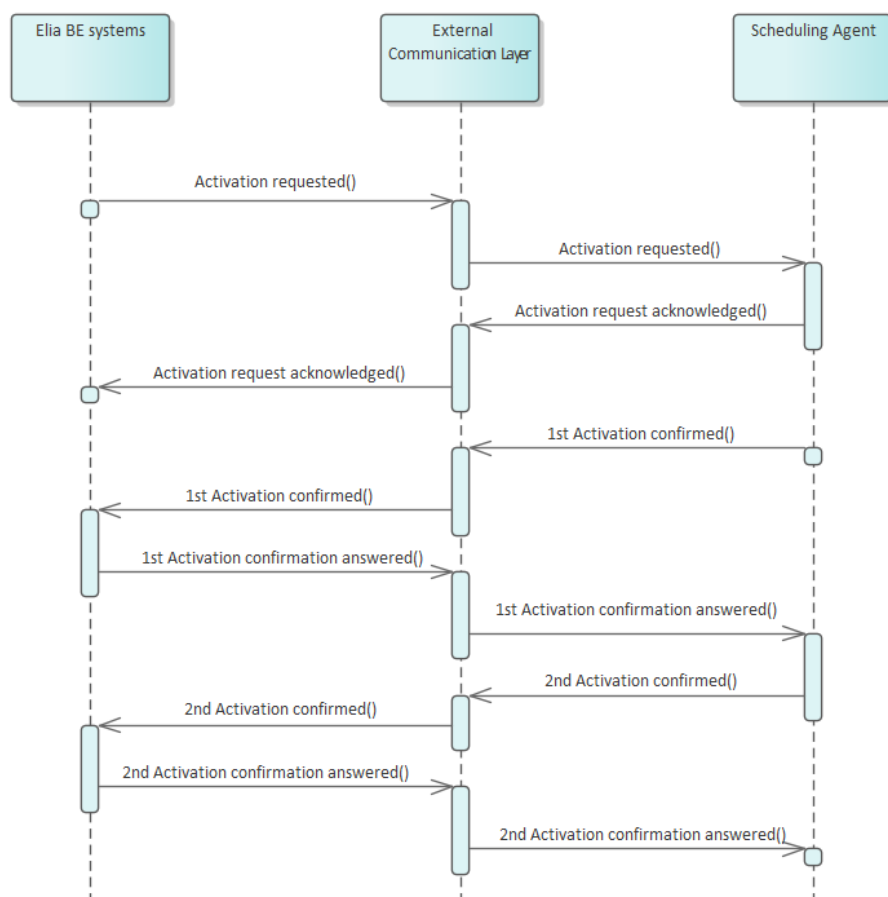 Elia BE systems
External
Communication Layer
Scheduling Agent
Activation requested()
Activation requested()
Activation request acknowledged()
Activation request acknowledged()
1st Activation confirmed()
1st Activation confirmed()
1st Activation confirmation answered()
1st Activation confirmation answered()
2nd Activation confirmed()
2nd Activation confirmed()
2nd Activation confirmation answered()
2nd Activation confirmation answered()